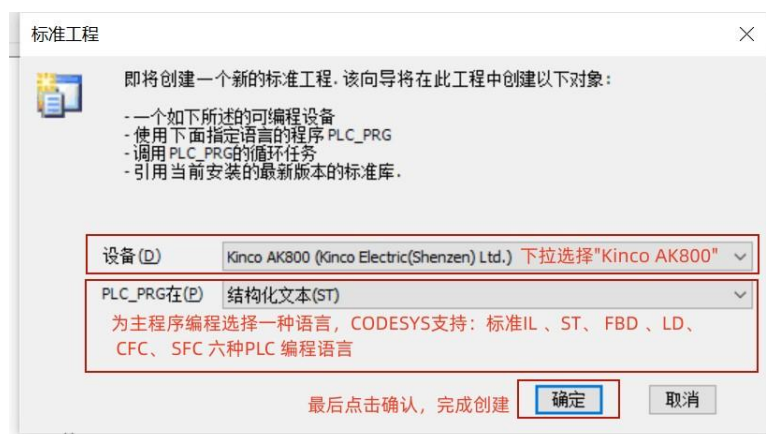 标准工程
即将创建一个新的标准工程.该向导将在此工程中创建以下对象:
-一个如下所述的可编程设备
-使用下面指定语言的程序PLC_PRG
-调用PLC_PRG的循环任务
-引用当前安装的最新版本的标准库.
设备(D) Kinco AK800 (Kinco Electric(Shenzen) Ltd.) 下拉选择"Kinco AK800"
PLC_PRG在(P) 结构化文本(ST)
为主程序编程选择一种语言，CODESYS支持：标准IL 、ST、 FBD 、LD、
CFC、 SFC 六种PLC 编程语言
最后点击确认，完成创建 确定 取消